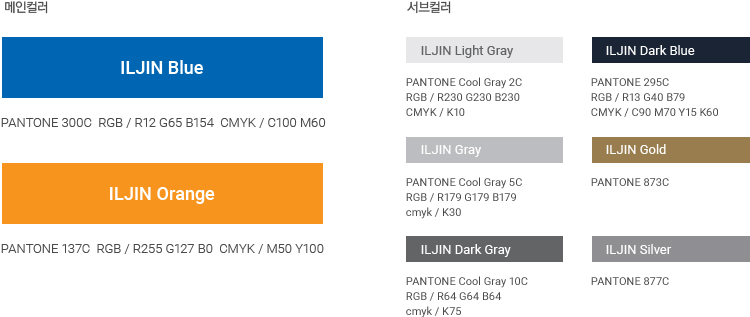 메인컬러
ILJIN Blue
PANTONE 300C  RGB / R12 G65 B154  CMYK / C100 M60
ILJIN Orange
PANTONE 137C  RGB / R255 G127 B0  CMYK / M50 Y100
서브컬러
ILJIN Light Gray
PANTONE Cool Gray 2C
RGB / R230 G230 B230
CMYK / K10
ILJIN Dark Blue
PANTONE 295C
RGB / R13 G40 B79
CMYK / C90 M70 Y15 K60
ILJIN Gray
PANTONE Cool Gray 5C
RGB / R179 G179 B179
cmyk / K30
ILJIN Gold
PANTONE 873C
ILJIN Dark Gray
PANTONE Cool Gray 10C
RGB / R64 G64 B64
cmyk / K75
ILJIN Silver
PANTONE 877C